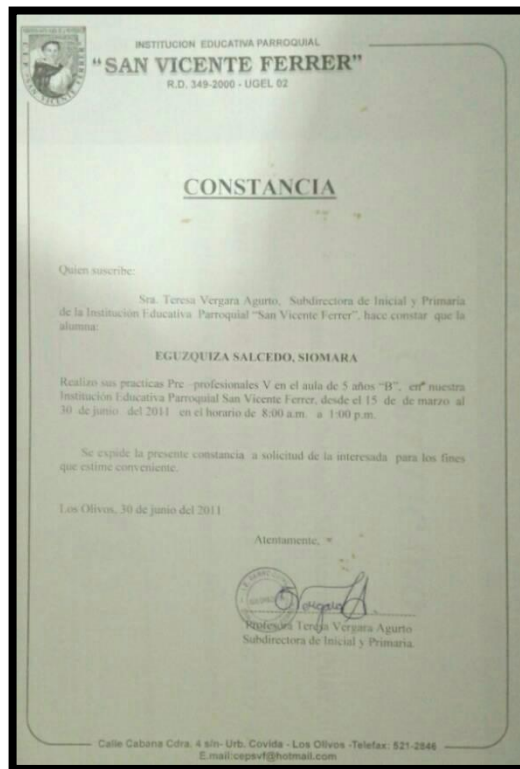 INSTITUCION EDUCATIVA PARROQUIAL
"SAN VICENTE FERRER"
R.D. 349-2000 - UGEL 02
CONSTANCIA
Quien suscribe:
Sra. Teresa Vergara Agurto, Subdirectora de Inicial y Primaria
de la Institución Educativa Parroquial "San Vicente Ferrer", hace constar que la
alumna:
EGUZQUIZA SALCEDO, SIOMARA
Realizo sus practicas Pre –profesionales V en el aula de 5 años "B", en nuestra
Institución Educativa Parroquial San Vicente Ferrer, desde el 15 de de marzo al
30 de junio del 2011 en el horario de 8:00 a.m. a 1:00 p.m.
Se expide la presente constancia a solicitud de la interesada para los fines
que estime conveniente.
Los Olivos, 30 de junio del 2011
Atentamente,
Profesora Teresa Vergara Agurto
Subdirectora de Inicial y Primaria.
Calle Cabana Cdra. 4 s/n- Urb. Covida - Los Olivos -Telefax: 521-2846
E.mail:cepsvf@hotmail.com